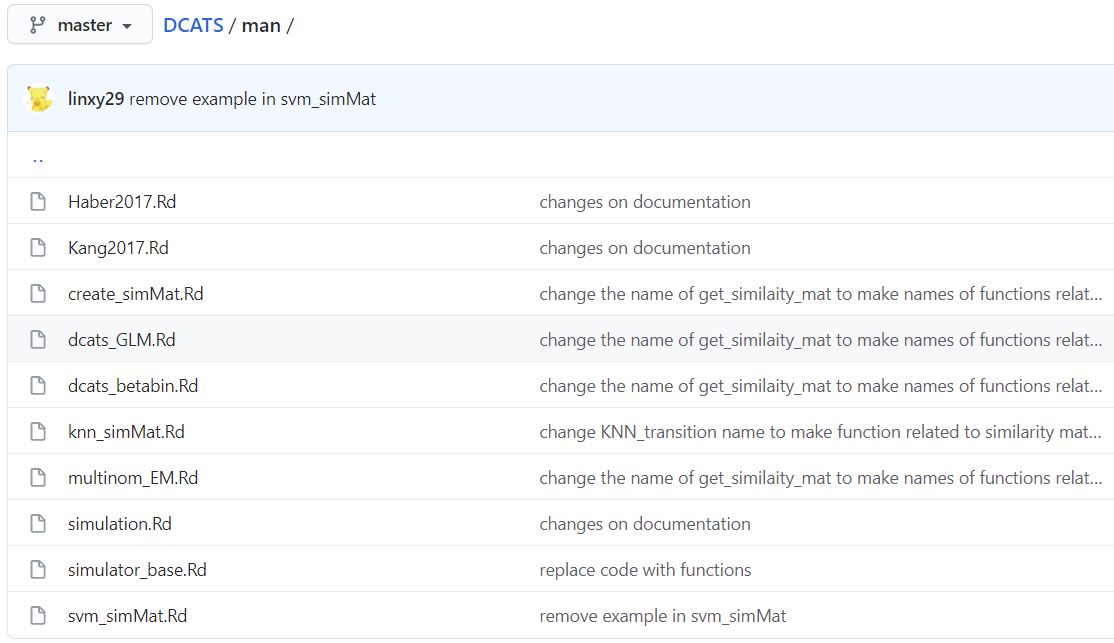 master DCATS / man /
linxy29 remove example in svm_simMat
..
Haber2017.Rd changes on documentation
Kang2017.Rd changes on documentation
create_simMat.Rd change the name of get_similaity_mat to make names of functions relat...
dcats_GLM.Rd change the name of get_similaity_mat to make names of functions relat...
dcats_betabin.Rd change the name of get_similaity_mat to make names of functions relat...
knn_simMat.Rd change KNN_transition name to make function related to similarity mat...
multinom_EM.Rd change the name of get_similaity_mat to make names of functions relat...
simulation.Rd changes on documentation
simulator_base.Rd replace code with functions
svm_simMat.Rd remove example in svm_simMat